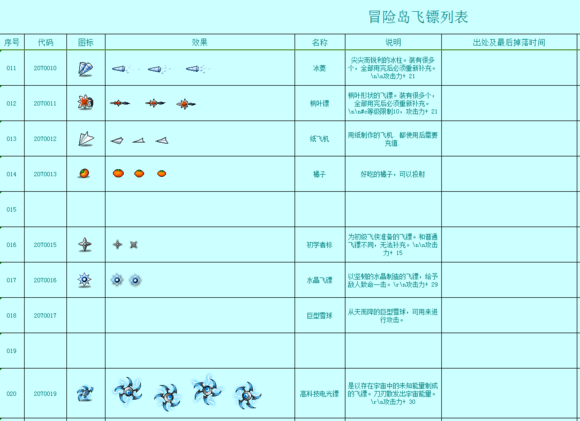 冒险岛飞镖列表
序号 代码 图标 效果 名称 说明 出处及最后掉落时间
011 2070010 冰菱 尖尖而锐利的冰柱。装有很多
个，全部用完后必须重新补充。
\n\n攻击力+ 21
012 2070011 枫叶镖 枫叶形状的飞镖。装有很多个，
全部用完后必须重新补充。
\n\n#c等级限制10，攻击力+ 21
013 2070012 纸飞机 用纸制作的飞机，都使用后需要
充值
014 2070013 橘子 好吃的橘子，可以投射
015
016 2070015 初学者标 为初级飞侠准备的飞镖。和普通
飞镖不同，无法补充。\n\n攻击
力+ 15
017 2070016 水晶飞镖 以坚韧的水晶制造的飞镖，给予
敌人致命一击。\r\n攻击力+ 29
018 2070017 巨型雪球 从天而降的巨型雪球，可用来进
行攻击。
019
020 2070019 高科技电光镖 是以存在宇宙中的未知能量制成
的飞镖。刀刃散发出宇宙能量。
\r\n攻击力+ 30